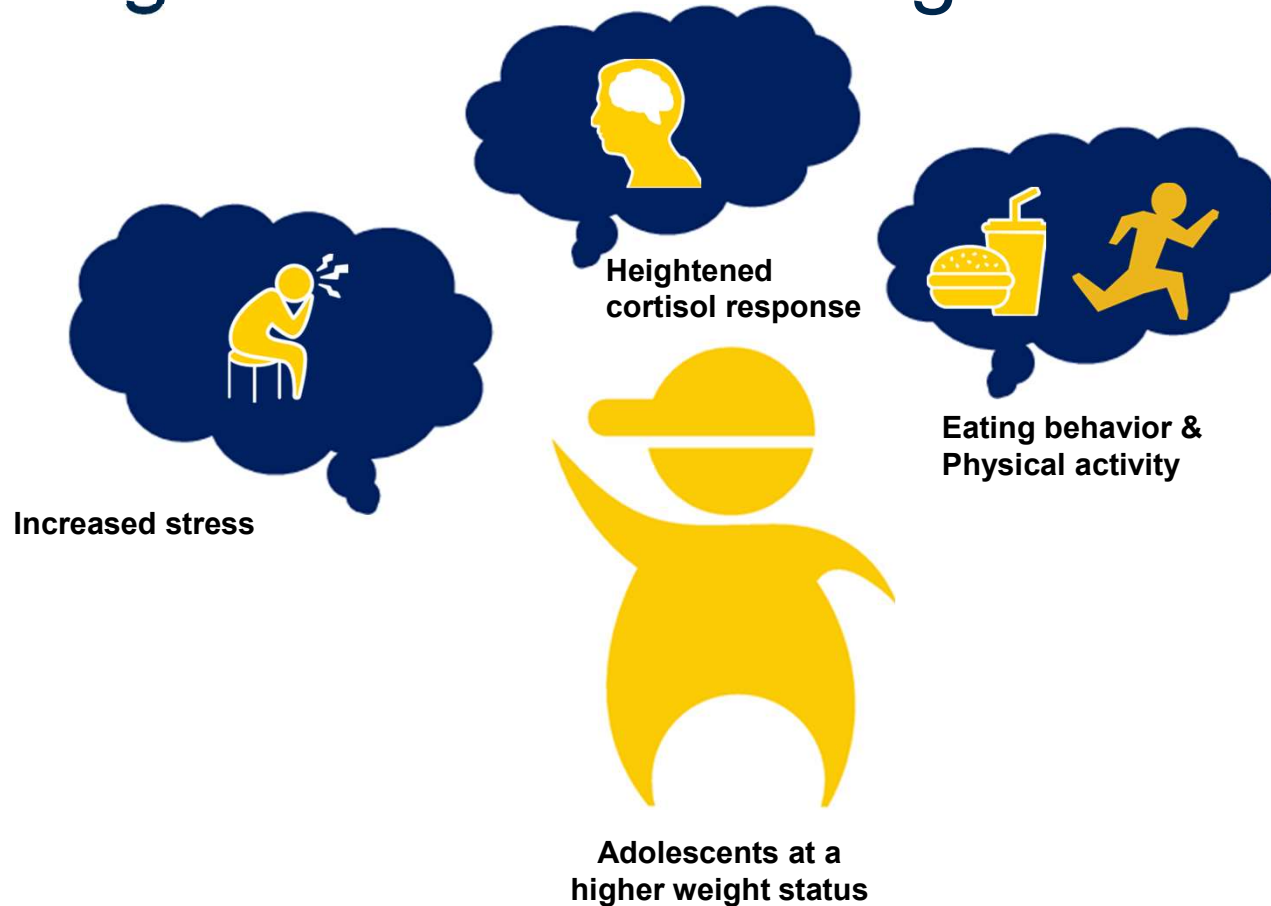 Heightened
cortisol response
Eating behavior &
Physical activity
Increased stress
Adolescents at a
higher weight status